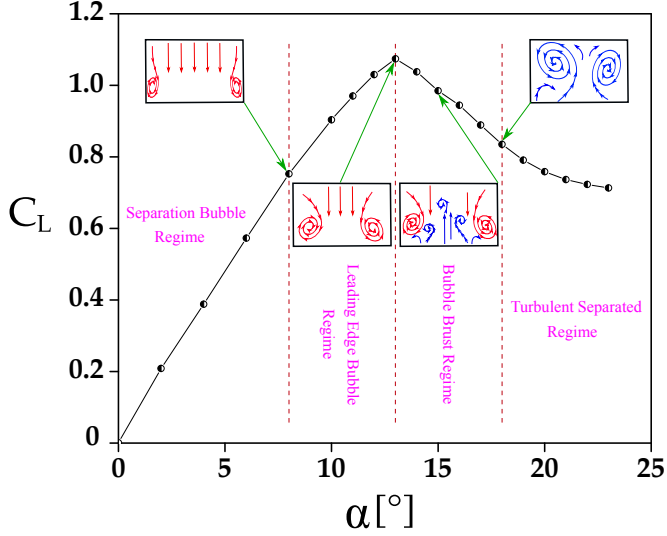 1.2
1.0
0.8
0.6
0.4
0.2
0
C_L
0 5 10 15 20 25
α[°]
Separation Bubble
Regime
Leading Edge Bubble
Regime
Bubble Brust Regime
Turbulent Separated
Regime